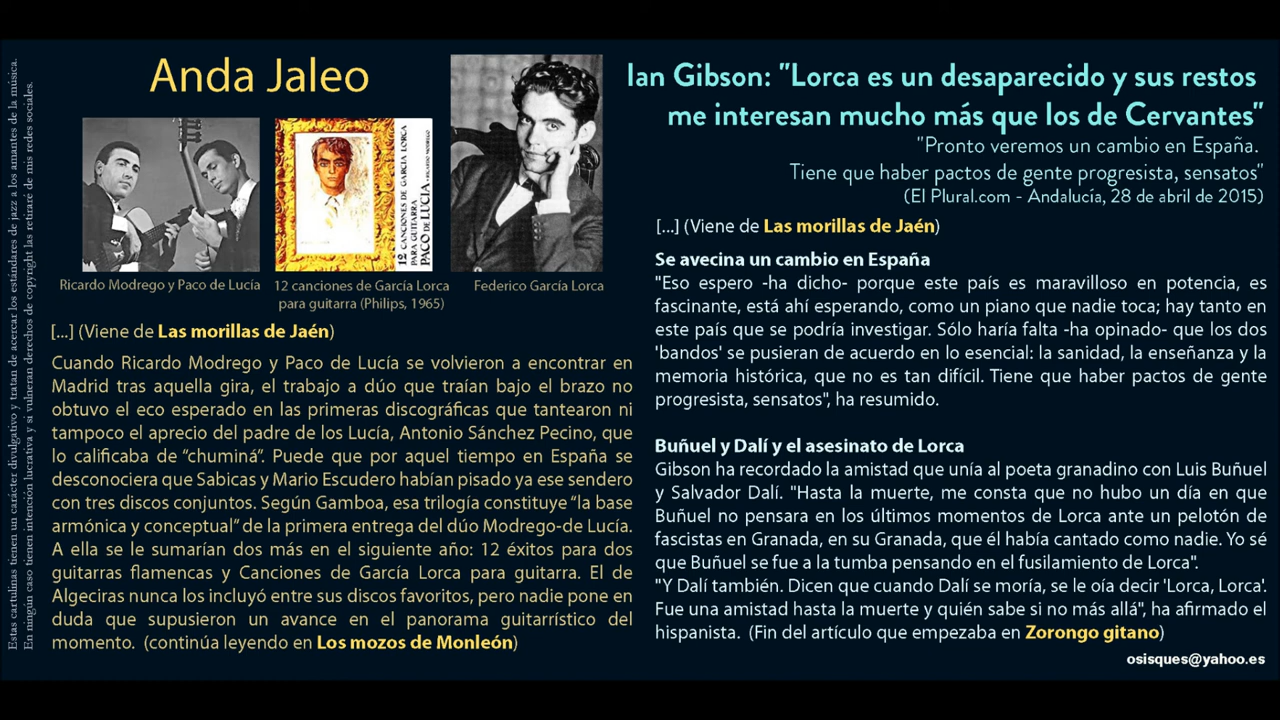 Estas cartulinas tienen un carácter divulgativo y tratan de acercar los estándares de jazz a los amantes de la música.
En ningún caso tienen intención lucrativa y si vulneran derechos de copyright las retiraré de mis redes sociales.
Anda Jaleo
12 CANCIONES DE GARCÍA LORCA
PARA GUITARRA
PACO DE LUCIA
Y RICARDO MODREGO
Ricardo Modrego y Paco de Lucía
12 canciones de García Lorca
para guitarra (Philips, 1965)
Federico García Lorca
[...] (Viene de Las morillas de Jaén)
Cuando Ricardo Modrego y Paco de Lucía se volvieron a encontrar en
Madrid tras aquella gira, el trabajo a dúo que traían bajo el brazo no
obtuvo el eco esperado en las primeras discográficas que tantearon ni
tampoco el aprecio del padre de los Lucía, Antonio Sánchez Pecino, que
lo calificaba de “chuminá”. Puede que por aquel tiempo en España se
desconociera que Sabicas y Mario Escudero habían pisado ya ese sendero
con tres discos conjuntos. Según Gamboa, esa trilogía constituye “la base
armónica y conceptual” de la primera entrega del dúo Modrego-de Lucía.
A ella se le sumarían dos más en el siguiente año: 12 éxitos para dos
guitarras flamencas y Canciones de García Lorca para guitarra. El de
Algeciras nunca los incluyó entre sus discos favoritos, pero nadie pone en
duda que supusieron un avance en el panorama guitarrístico del
momento. (continúa leyendo en Los mozos de Monleón)
Ian Gibson: "Lorca es un desaparecido y sus restos
me interesan mucho más que los de Cervantes"
"Pronto veremos un cambio en España.
Tiene que haber pactos de gente progresista, sensatos"
(El Plural.com - Andalucía, 28 de abril de 2015)
[...] (Viene de Las morillas de Jaén)
Se avecina un cambio en España
"Eso espero -ha dicho- porque este país es maravilloso en potencia, es
fascinante, está ahí esperando, como un piano que nadie toca; hay tanto en
este país que se podría investigar. Sólo haría falta -ha opinado- que los dos
'bandos' se pusieran de acuerdo en lo esencial: la sanidad, la enseñanza y la
memoria histórica, que no es tan difícil. Tiene que haber pactos de gente
progresista, sensatos", ha resumido.
Buñuel y Dalí y el asesinato de Lorca
Gibson ha recordado la amistad que unía al poeta granadino con Luis Buñuel
y Salvador Dalí. "Hasta la muerte, me consta que no hubo un día en que
Buñuel no pensara en los últimos momentos de Lorca ante un pelotón de
fascistas en Granada, en su Granada, que él había cantado como nadie. Yo sé
que Buñuel se fue a la tumba pensando en el fusilamiento de Lorca".
"Y Dalí también. Dicen que cuando Dalí se moría, se le oía decir 'Lorca, Lorca'.
Fue una amistad hasta la muerte y quién sabe si no más allá", ha afirmado el
hispanista. (Fin del artículo que empezaba en Zorongo gitano)
osisques@yahoo.es